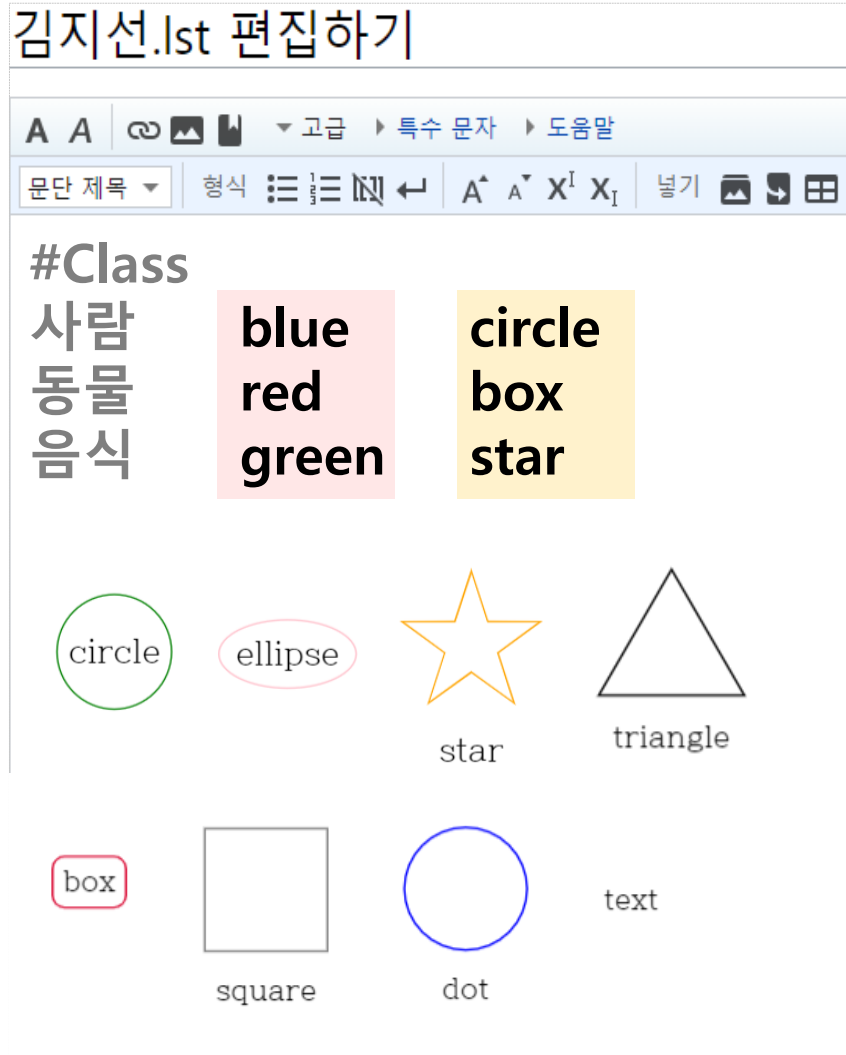 김지선.lst 편집하기
A A 고급 특수 문자 도움말
문단 제목 형식 A A X I X I 넣기
#Class
사람 blue circle
동물 red box
음식 green star
circle ellipse
star triangle
box text
square dot